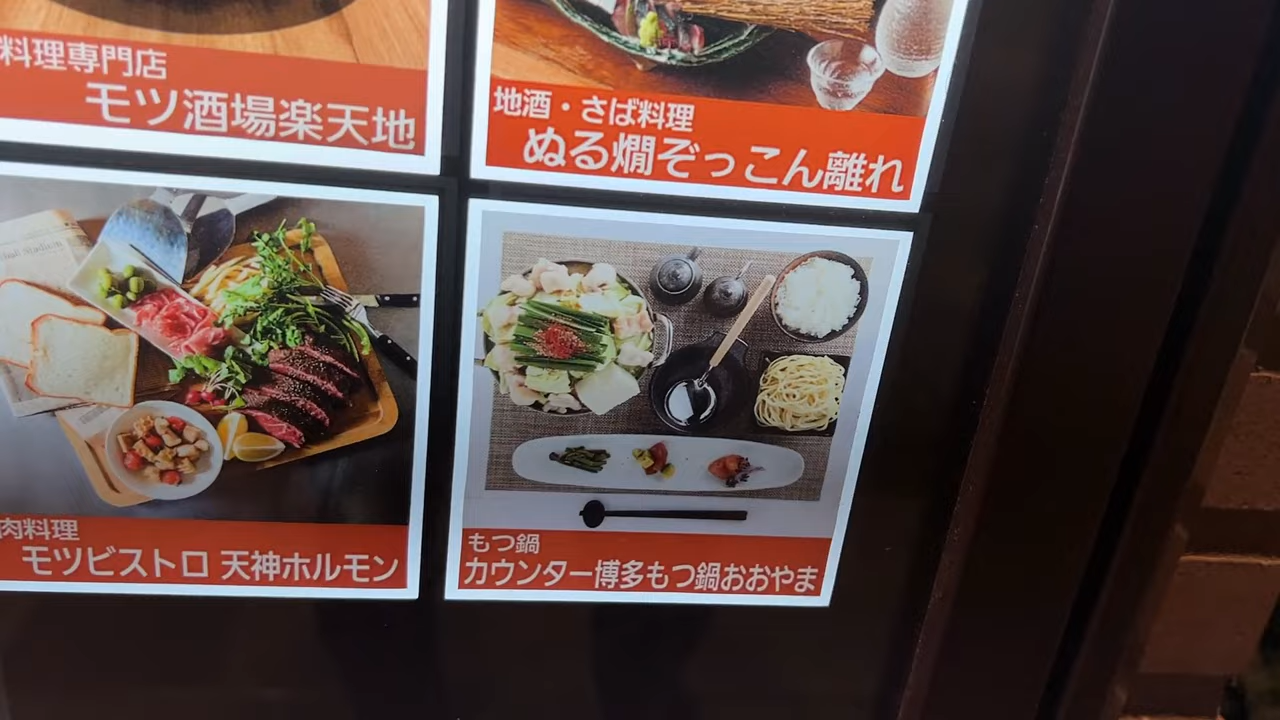 料理専門店
モツ酒場楽天地
地酒・さば料理
ぬる燗ぞっこん離れ
肉料理
モツビストロ 天神ホルモン
もつ鍋
カウンター博多もつ鍋おおやま